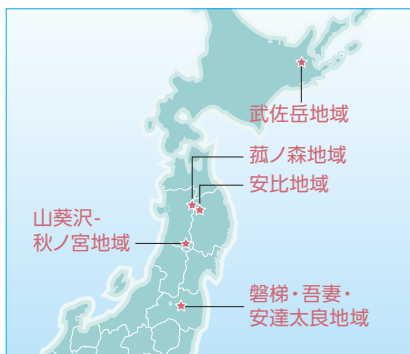 武佐岳地域
菰ノ森地域
安比地域
山葵沢-
秋ノ宮地域
磐梯・吾妻・
安達太良地域